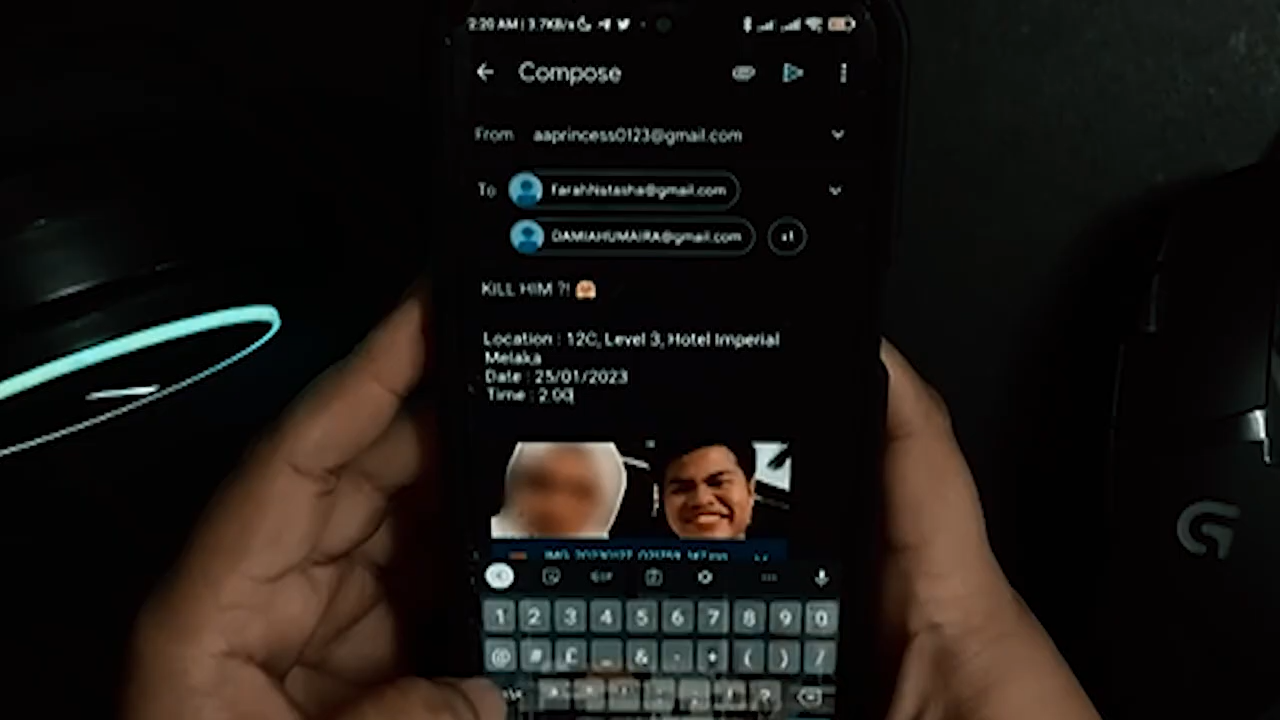 2:20 AM | 3.7KB/s
Compose
From aaprincess0123@gmail.com
To FarahNatasha@gmail.com
DAMIAHUMAIRA@gmail.com +1
KILL HIM ?! 🤗
Location : 12C, Level 3, Hotel Imperial
Melaka
Date : 25/01/2023
Time : 2.00
GIF
1 2 3 4 5 6 7 8 9 0
@ # £ _ & - + ( ) /
G